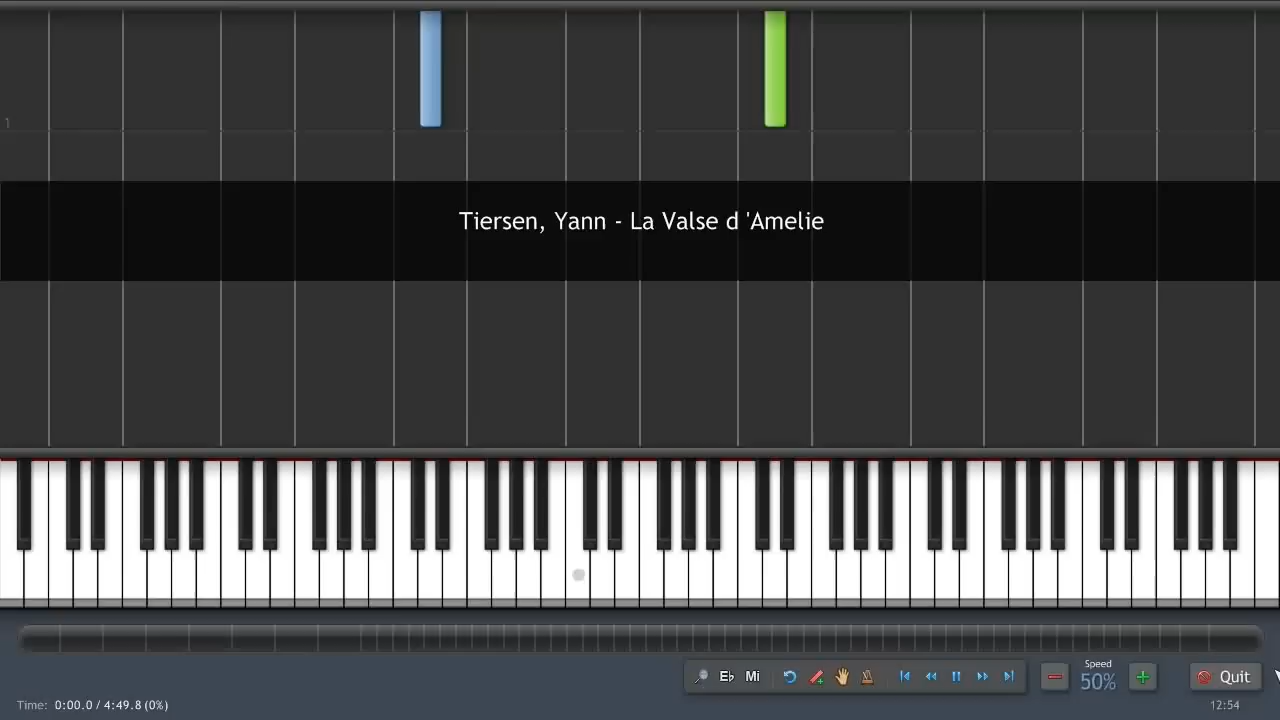 1
Tiersen, Yann - La Valse d 'Amelie
E♭ Mi
Speed
50%
Quit
Time: 0:00.0 / 4:49.8 (0%)
12:54